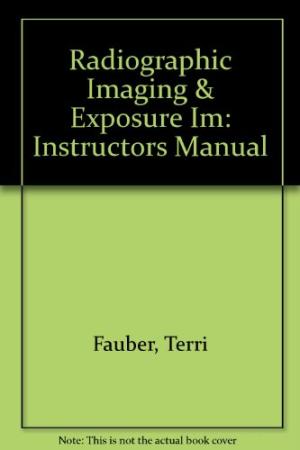 Radiographic
Imaging &
Exposure Im:
Instructors Manual
Fauber, Terri
Note: This is not the actual book cover